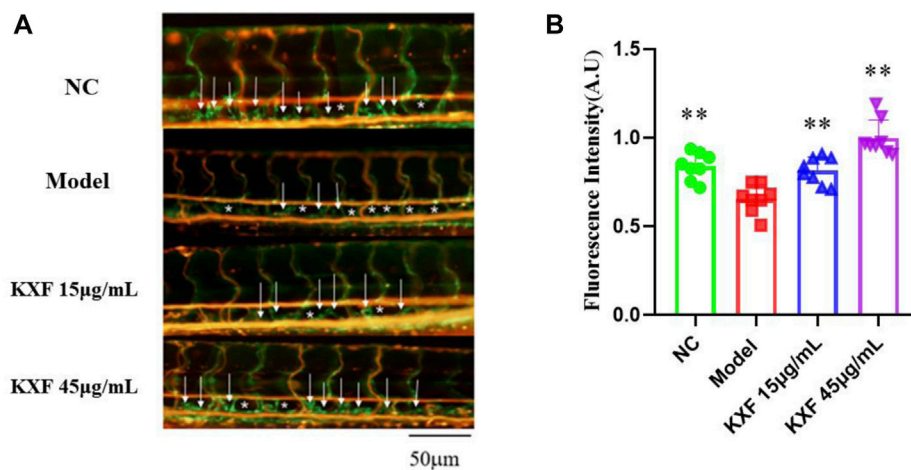 A
NC
Model
KXF 15μg/mL
KXF 45μg/mL
50μm
B
Fluorescence Intensity(A.U)
1.5
1.0
0.5
0.0
**
**
**
NC
Model
KXF 15μg/mL
KXF 45μg/mL